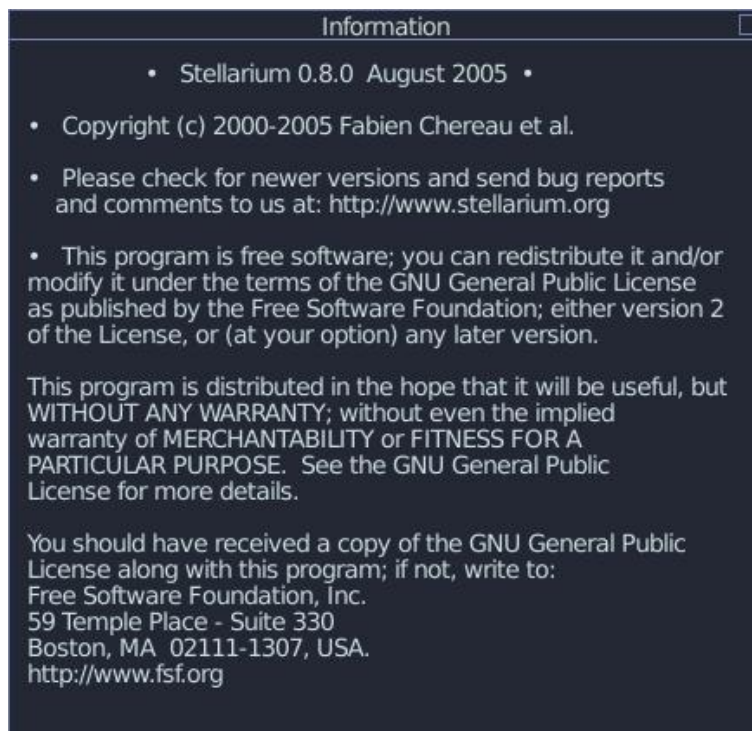 Information
• Stellarium 0.8.0  August 2005 •
• Copyright (c) 2000-2005 Fabien Chereau et al.
• Please check for newer versions and send bug reports
and comments to us at: http://www.stellarium.org
• This program is free software; you can redistribute it and/or
modify it under the terms of the GNU General Public License
as published by the Free Software Foundation; either version 2
of the License, or (at your option) any later version.
This program is distributed in the hope that it will be useful, but
WITHOUT ANY WARRANTY; without even the implied
warranty of MERCHANTABILITY or FITNESS FOR A
PARTICULAR PURPOSE.  See the GNU General Public
License for more details.
You should have received a copy of the GNU General Public
License along with this program; if not, write to:
Free Software Foundation, Inc.
59 Temple Place - Suite 330
Boston, MA  02111-1307, USA.
http://www.fsf.org